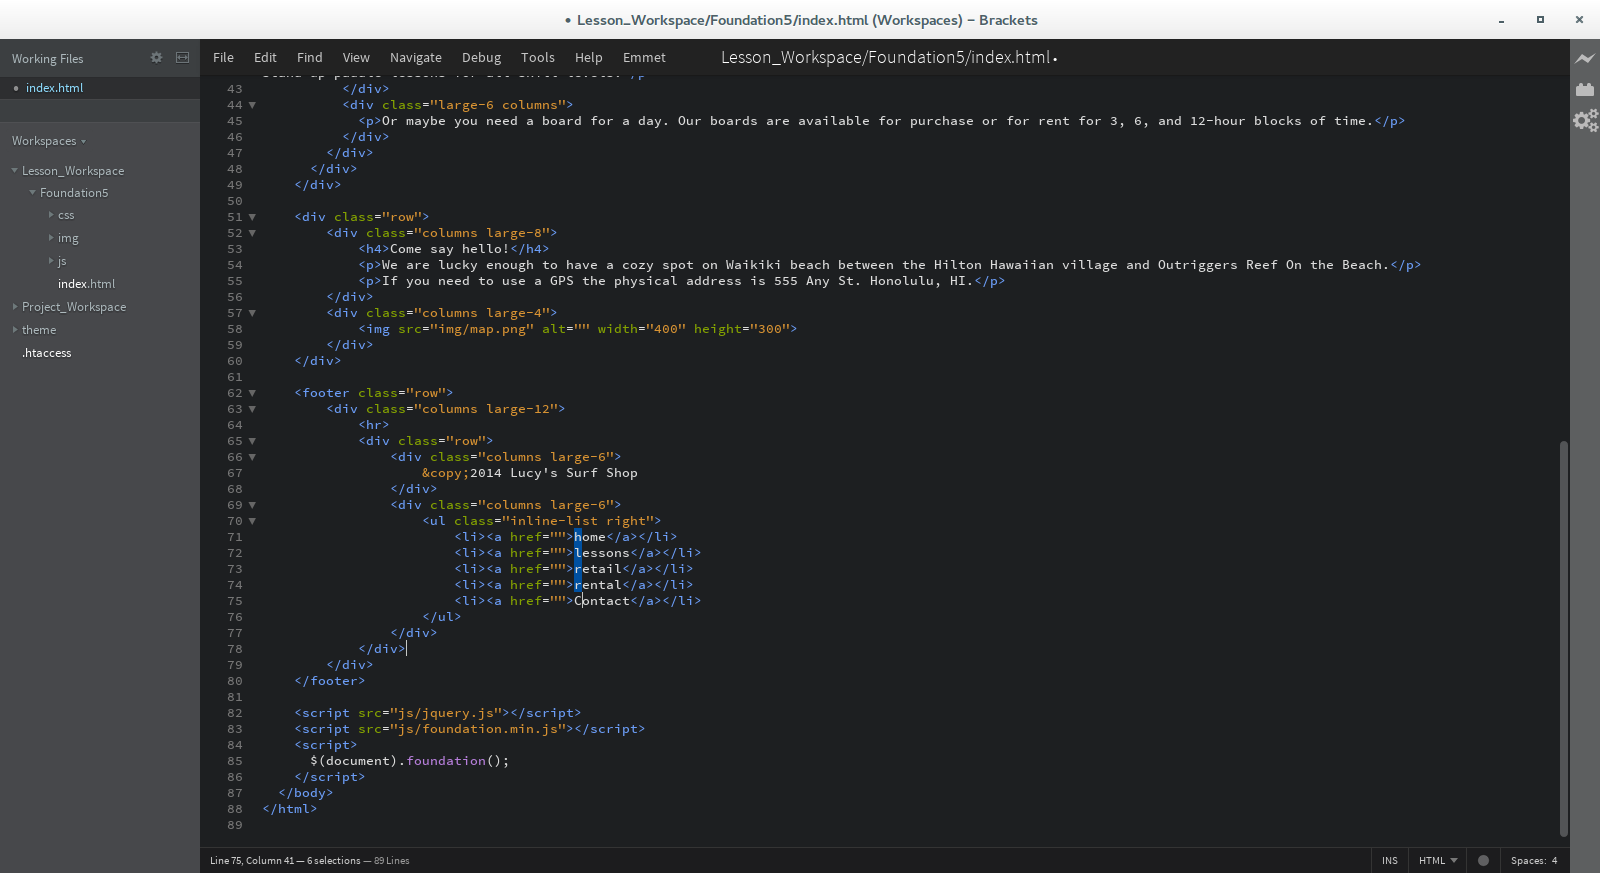 • Lesson_Workspace/Foundation5/index.html (Workspaces) – Brackets
Working Files
• index.html
Workspaces
Lesson_Workspace
Foundation5
css
img
js
index.html
Project_Workspace
theme
.htaccess
File Edit Find View Navigate Debug Tools Help Emmet
Lesson_Workspace/Foundation5/index.html •
43 </div>
44 <div class="large-6 columns">
45 <p>Or maybe you need a board for a day. Our boards are available for purchase or for rent for 3, 6, and 12-hour blocks of time.</p>
46 </div>
47 </div>
48 </div>
49 </div>
50
51 <div class="row">
52 <div class="columns large-8">
53 <h4>Come say hello!</h4>
54 <p>We are lucky enough to have a cozy spot on Waikiki beach between the Hilton Hawaiian village and Outriggers Reef On the Beach.</p>
55 <p>If you need to use a GPS the physical address is 555 Any St. Honolulu, HI.</p>
56 </div>
57 <div class="columns large-4">
58 <img src="img/map.png" alt="" width="400" height="300">
59 </div>
60 </div>
61
62 <footer class="row">
63 <div class="columns large-12">
64 <hr>
65 <div class="row">
66 <div class="columns large-6">
67 &copy;2014 Lucy's Surf Shop
68 </div>
69 <div class="columns large-6">
70 <ul class="inline-list right">
71 <li><a href="">home</a></li>
72 <li><a href="">lessons</a></li>
73 <li><a href="">retail</a></li>
74 <li><a href="">rental</a></li>
75 <li><a href="">Contact</a></li>
76 </ul>
77 </div>
78 </div>
79 </div>
80 </footer>
81
82 <script src="js/jquery.js"></script>
83 <script src="js/foundation.min.js"></script>
84 <script>
85 $(document).foundation();
86 </script>
87 </body>
88 </html>
89
Line 75, Column 41 — 6 selections — 89 Lines
INS HTML Spaces: 4